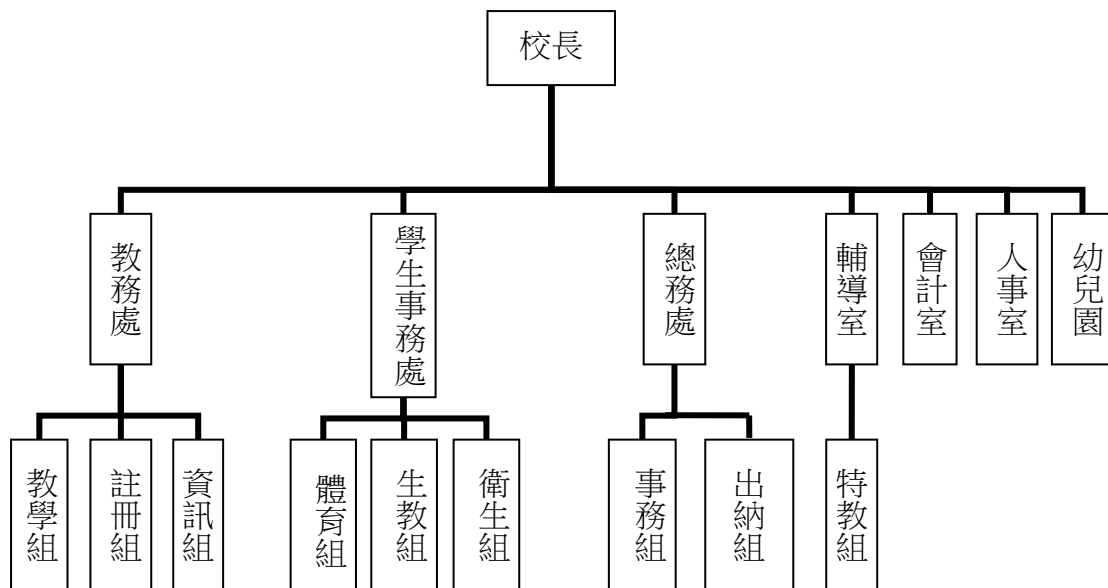 校長
教務處
學生事務處
總務處
輔導室
會計室
人事室
幼兒園
教學組
註冊組
資訊組
體育組
生教組
衛生組
事務組
出納組
特教組